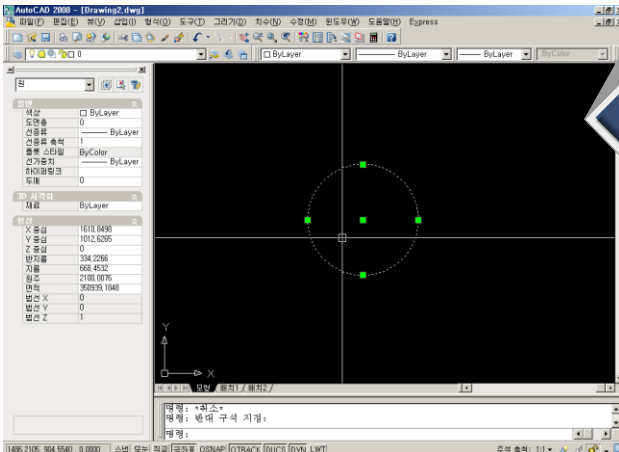 AutoCAD 2008 - [Drawing2.dwg]
파일(F) 편집(E) 뷰(V) 삽입(I) 형식(O) 도구(T) 그리기(D) 치수(N) 수정(M) 윈도우(W) 도움말(H) Express
0 ByLayer ByLayer ByLayer ByColor
원
일반
색상 ByLayer
도면층 0
선종류 ByLayer
선종류 축척 1
플롯 스타일 ByColor
선가중치 ByLayer
하이퍼링크
두께 0
3D 시각화
재료 ByLayer
형상
X 중심 1610.8498
Y 중심 1012.6265
Z 중심 0
반지름 334.2266
지름 668.4532
원주 2100.0076
면적 350939.1848
법선 X 0
법선 Y 0
법선 Z 1
Y
X
모형 배치1 배치2
명령: *취소*
명령: 반대 구석 지정:
명령:
1486.2105, 904.5540, 0.0000 스냅 모눈 직교 극좌표 OSNAP OTRACK DUCS DYN LWT 주석 축척: 1:1